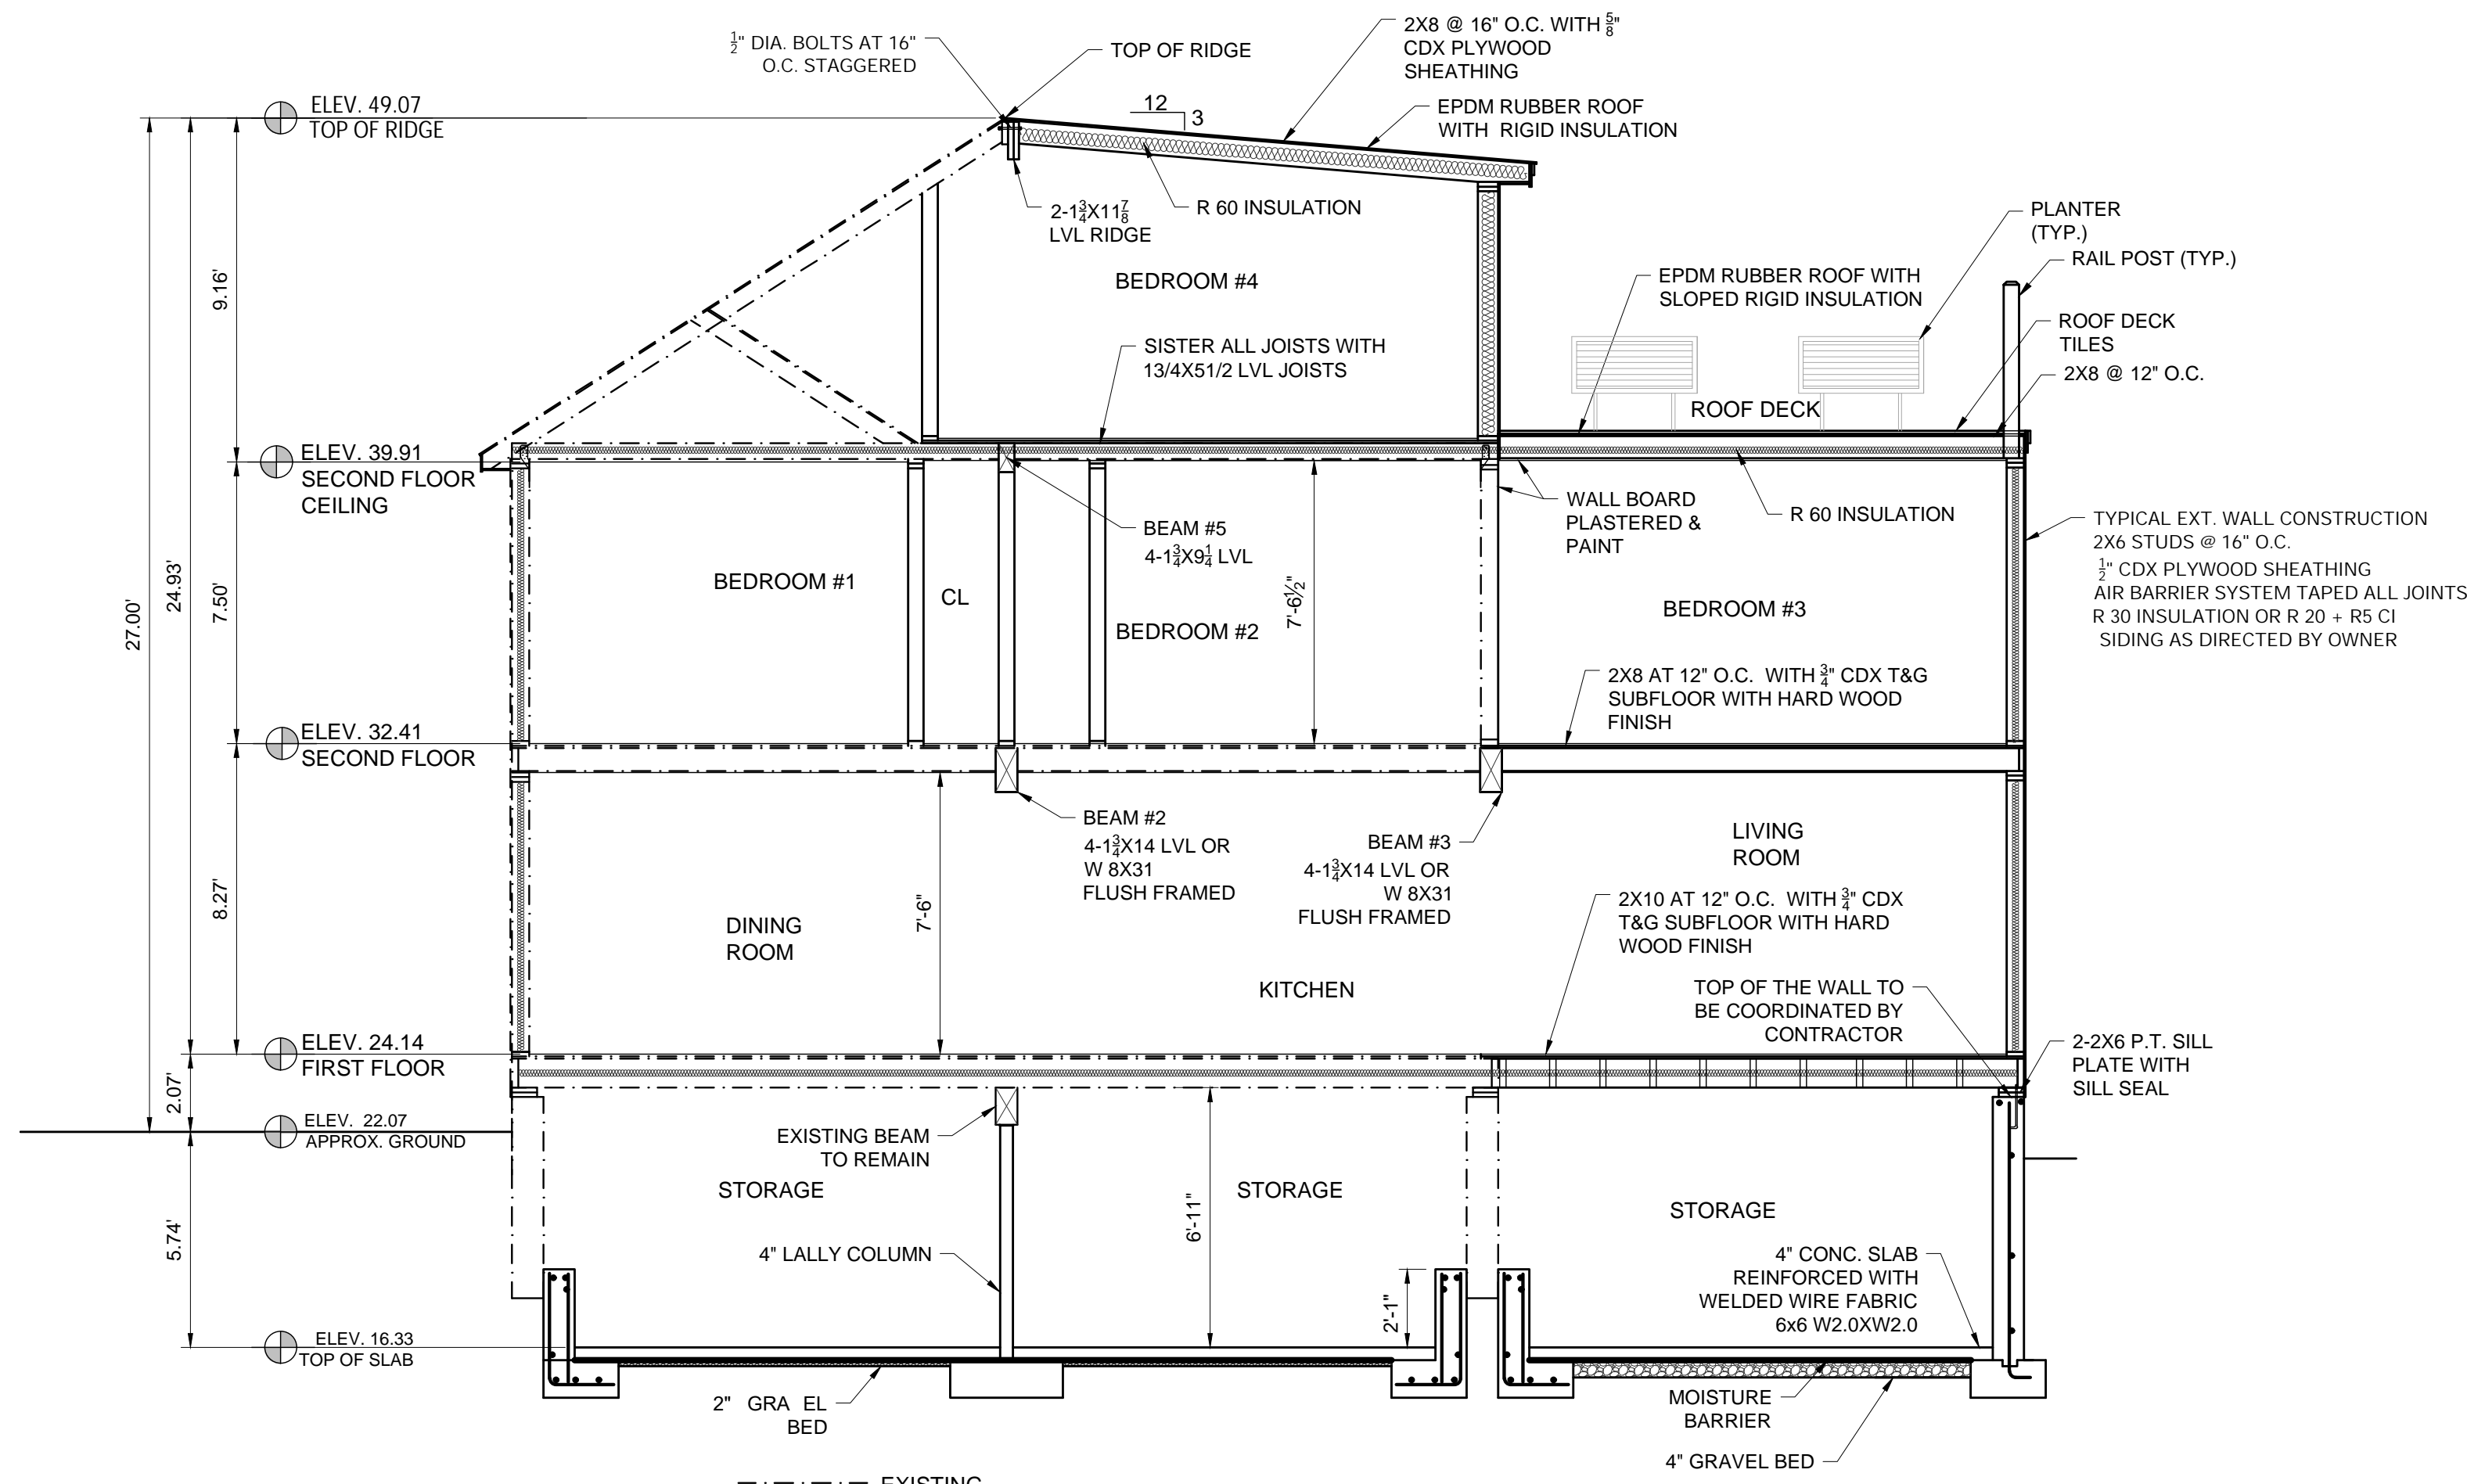 ½" DIA. BOLTS AT 16"
O.C. STAGGERED
TOP OF RIDGE
2X8 @ 16" O.C. WITH ⅝"
CDX PLYWOOD
SHEATHING
12
3
EPDM RUBBER ROOF
WITH RIGID INSULATION
ELEV. 49.07
TOP OF RIDGE
2-1¾X11⅞
LVL RIDGE
R 60 INSULATION
PLANTER
(TYP.)
RAIL POST (TYP.)
BEDROOM #4
EPDM RUBBER ROOF WITH
SLOPED RIGID INSULATION
ROOF DECK
TILES
2X8 @ 12" O.C.
SISTER ALL JOISTS WITH
13/4X51/2 LVL JOISTS
ROOF DECK
9.16'
ELEV. 39.91
SECOND FLOOR
CEILING
WALL BOARD
PLASTERED &
PAINT
R 60 INSULATION
TYPICAL EXT. WALL CONSTRUCTION
2X6 STUDS @ 16" O.C.
½" CDX PLYWOOD SHEATHING
AIR BARRIER SYSTEM TAPED ALL JOINTS
R 30 INSULATION OR R 20 + R5 CI
SIDING AS DIRECTED BY OWNER
BEAM #5
4-1¾X9¼ LVL
27.00'
24.93'
7.50'
BEDROOM #1
CL
BEDROOM #2
7'-6½"
BEDROOM #3
2X8 AT 12" O.C. WITH ¾" CDX T&G
SUBFLOOR WITH HARD WOOD
FINISH
ELEV. 32.41
SECOND FLOOR
BEAM #2
4-1¾X14 LVL OR
W 8X31
FLUSH FRAMED
BEAM #3
4-1¾X14 LVL OR
W 8X31
FLUSH FRAMED
LIVING
ROOM
8.27'
DINING
ROOM
7'-6"
KITCHEN
2X10 AT 12" O.C. WITH ¾" CDX
T&G SUBFLOOR WITH HARD
WOOD FINISH
TOP OF THE WALL TO
BE COORDINATED BY
CONTRACTOR
2-2X6 P.T. SILL
PLATE WITH
SILL SEAL
ELEV. 24.14
FIRST FLOOR
2.07'
ELEV. 22.07
APPROX. GROUND
EXISTING BEAM
TO REMAIN
STORAGE
STORAGE
STORAGE
5.74'
4" LALLY COLUMN
6'-11"
2'-1"
4" CONC. SLAB
REINFORCED WITH
WELDED WIRE FABRIC
6x6 W2.0XW2.0
ELEV. 16.33
TOP OF SLAB
2" GRA EL
BED
MOISTURE
BARRIER
4" GRAVEL BED
EXISTING